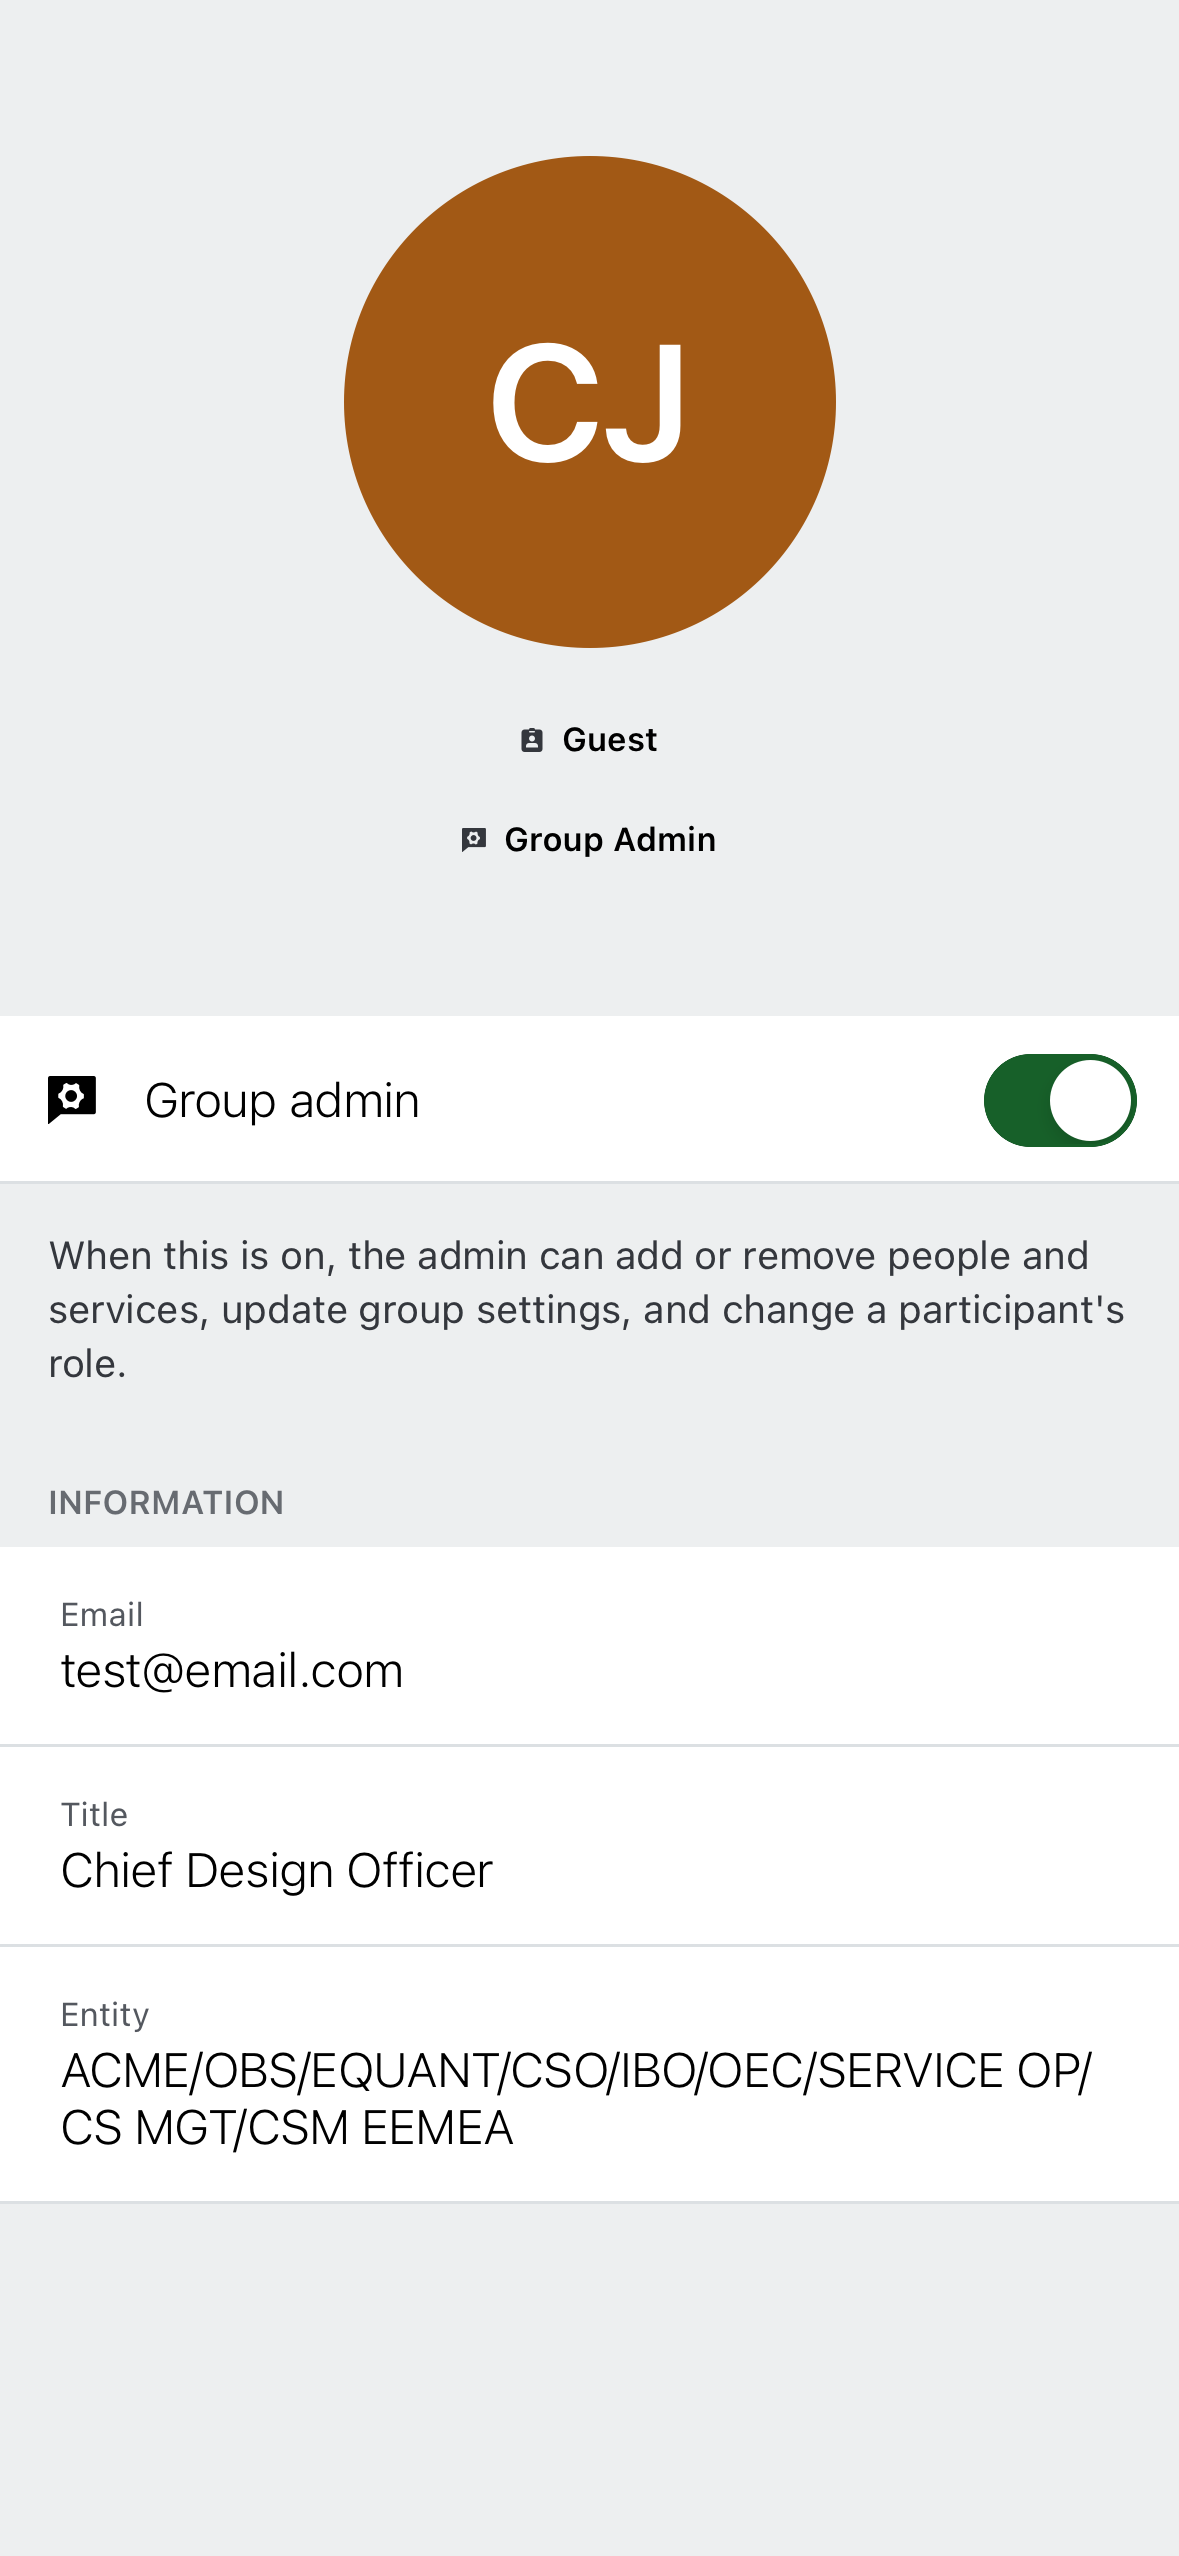 CJ
Guest
Group Admin
Group admin
When this is on, the admin can add or remove people and
services, update group settings, and change a participant's
role.
INFORMATION
Email
test@email.com
Title
Chief Design Officer
Entity
ACME/OBS/EQUANT/CSO/IBO/OEC/SERVICE OP/
CS MGT/CSM EEMEA